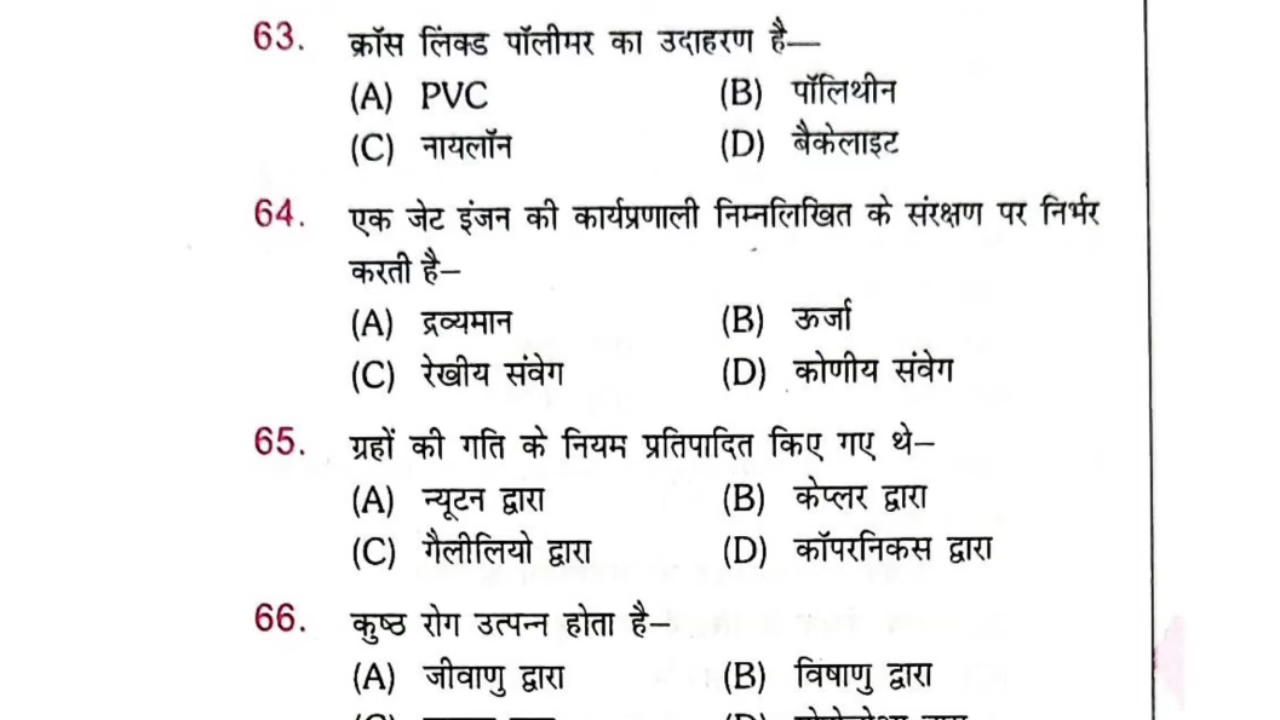 63. क्रॉस लिंक्ड पॉलीमर का उदाहरण है—
(A) PVC (B) पॉलिथीन
(C) नायलॉन (D) बैकेलाइट
64. एक जेट इंजन की कार्यप्रणाली निम्नलिखित के संरक्षण पर निर्भर
करती है–
(A) द्रव्यमान (B) ऊर्जा
(C) रेखीय संवेग (D) कोणीय संवेग
65. ग्रहों की गति के नियम प्रतिपादित किए गए थे–
(A) न्यूटन द्वारा (B) केप्लर द्वारा
(C) गैलीलियो द्वारा (D) कॉपरनिकस द्वारा
66. कुष्ठ रोग उत्पन्न होता है–
(A) जीवाणु द्वारा (B) विषाणु द्वारा